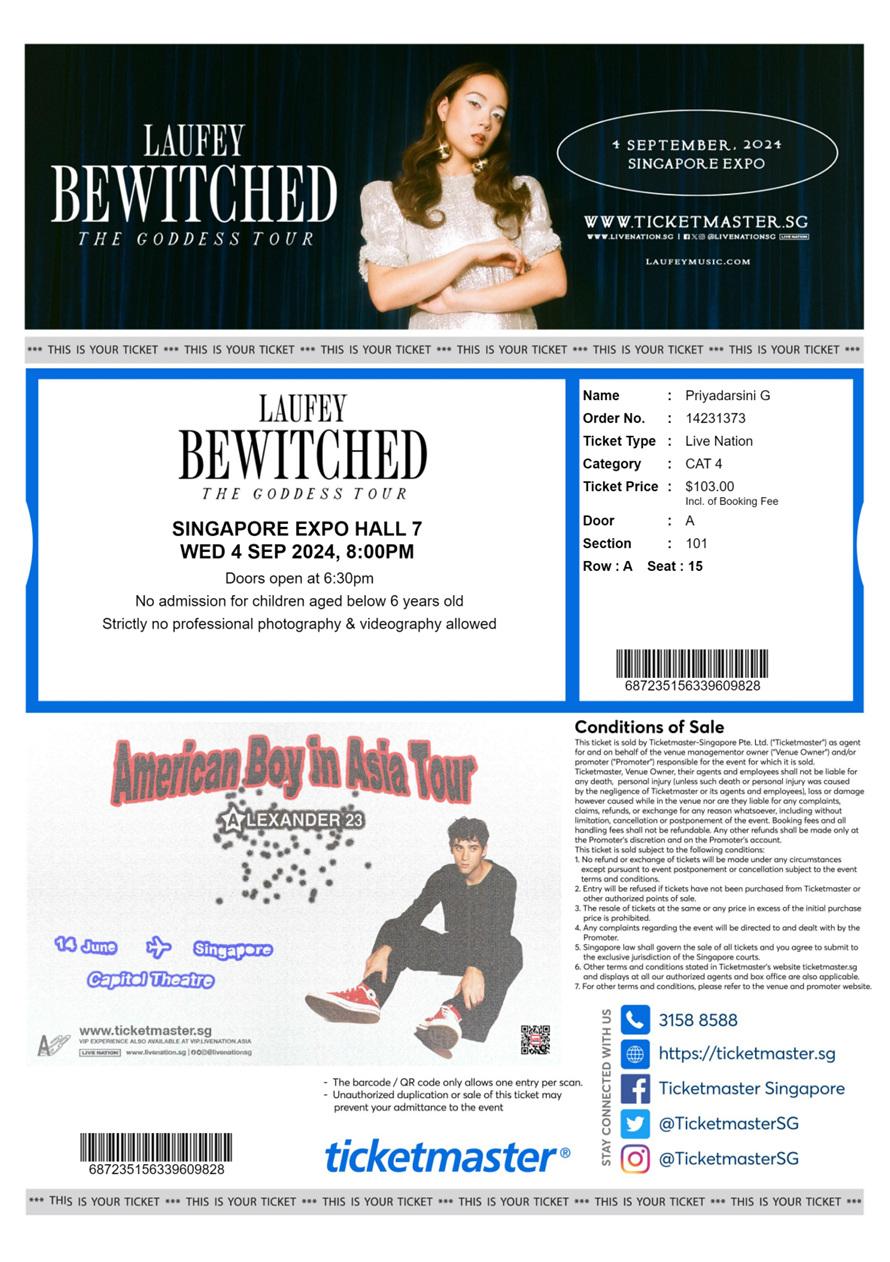 LAUFEY
BEWITCHED
THE GODDESS TOUR
4 SEPTEMBER, 2024
SINGAPORE EXPO
WWW.TICKETMASTER.SG
WWW.LIVENATION.SG | @LIVENATIONSG LIVE NATION
LAUFEYMUSIC.COM
*** THIS IS YOUR TICKET *** THIS IS YOUR TICKET *** THIS IS YOUR TICKET *** THIS IS YOUR TICKET *** THIS IS YOUR TICKET *** THIS IS YOUR TICKET ***
LAUFEY
BEWITCHED
THE GODDESS TOUR
SINGAPORE EXPO HALL 7
WED 4 SEP 2024, 8:00PM
Doors open at 6:30pm
No admission for children aged below 6 years old
Strictly no professional photography & videography allowed
Name : Priyadarsini G
Order No. : 14231373
Ticket Type : Live Nation
Category : CAT 4
Ticket Price : $103.00
Incl. of Booking Fee
Door : A
Section : 101
Row : A Seat : 15
687235156339609828
American Boy in Asia Tour
ALEXANDER 23
14 June Singapore
Capitol Theatre
www.ticketmaster.sg
VIP EXPERIENCE ALSO AVAILABLE AT VIP.LIVENATION.ASIA
LIVE NATION www.livenation.sg | @livenationsg
Conditions of Sale
This ticket is sold by Ticketmaster-Singapore Pte. Ltd. ("Ticketmaster") as agent
for and on behalf of the venue managementor owner ("Venue Owner") and/or
promoter ("Promoter") responsible for the event for which it is sold.
Ticketmaster, Venue Owner, their agents and employees shall not be liable for
any death, personal injury (unless such death or personal injury was caused
by the negligence of Ticketmaster or its agents and employees), loss or damage
however caused while in the venue nor are they liable for any complaints,
claims, refunds, or exchange for any reason whatsoever, including without
limitation, cancellation or postponement of the event. Booking fees and all
handling fees shall not be refundable. Any other refunds shall be made only at
the Promoter's discretion and on the Promoter's account.
This ticket is sold subject to the following conditions:
1. No refund or exchange of tickets will be made under any circumstances
except pursuant to event postponement or cancellation subject to the event
terms and conditions.
2. Entry will be refused if tickets have not been purchased from Ticketmaster or
other authorized points of sale.
3. The resale of tickets at the same or any price in excess of the initial purchase
price is prohibited.
4. Any complaints regarding the event will be directed to and dealt with by the
Promoter.
5. Singapore law shall govern the sale of all tickets and you agree to submit to
the exclusive jurisdiction of the Singapore courts.
6. Other terms and conditions stated in Ticketmaster's website ticketmaster.sg
and displays at all our authorized agents and box office are also applicable.
7. For other terms and conditions, please refer to the venue and promoter website.
STAY CONNECTED WITH US
3158 8588
https://ticketmaster.sg
Ticketmaster Singapore
@TicketmasterSG
@TicketmasterSG
- The barcode / QR code only allows one entry per scan.
- Unauthorized duplication or sale of this ticket may
prevent your admittance to the event
687235156339609828
ticketmaster®
*** THIS IS YOUR TICKET *** THIS IS YOUR TICKET *** THIS IS YOUR TICKET *** THIS IS YOUR TICKET *** THIS IS YOUR TICKET *** THIS IS YOUR TICKET ***